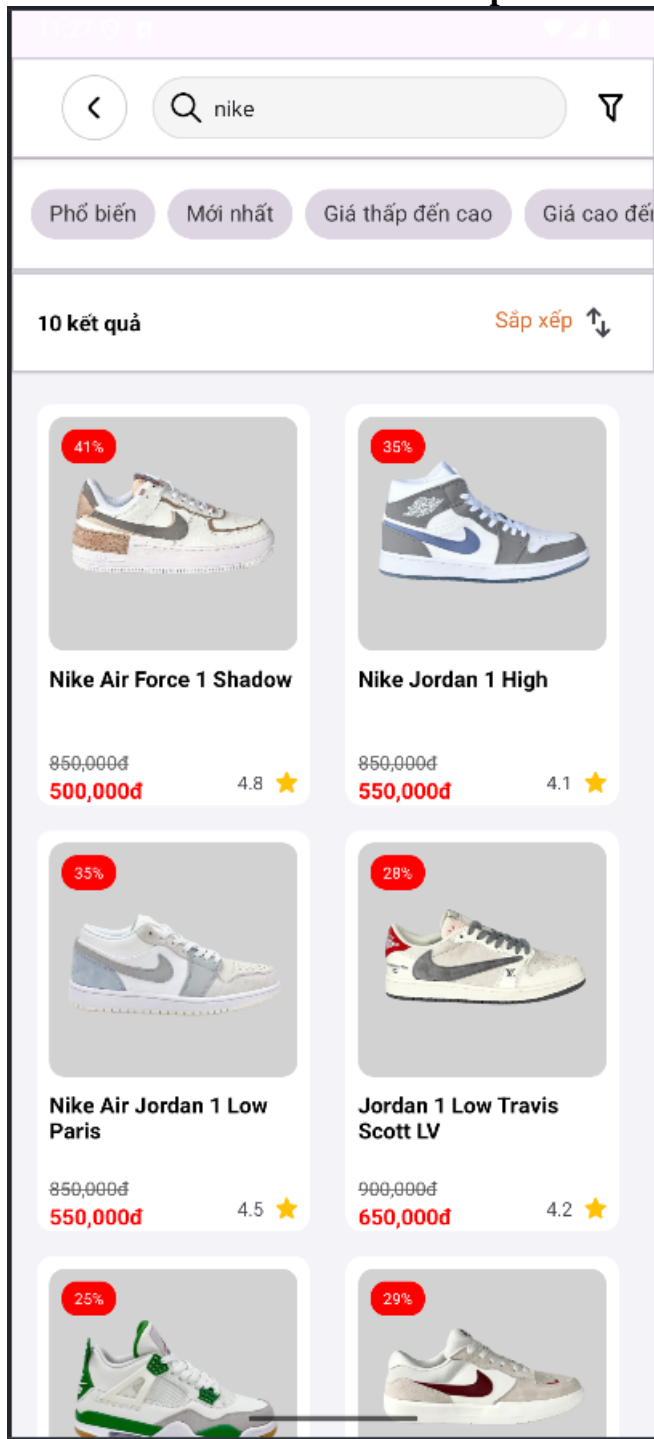 nike
Phổ biến
Mới nhất
Giá thấp đến cao
Giá cao đến
10 kết quả
Sắp xếp
41%
35%
Nike Air Force 1 Shadow
Nike Jordan 1 High
850,000đ
500,000đ
4.8
850,000đ
550,000đ
4.1
35%
28%
Nike Air Jordan 1 Low
Paris
Jordan 1 Low Travis
Scott LV
850,000đ
550,000đ
4.5
900,000đ
650,000đ
4.2
25%
29%